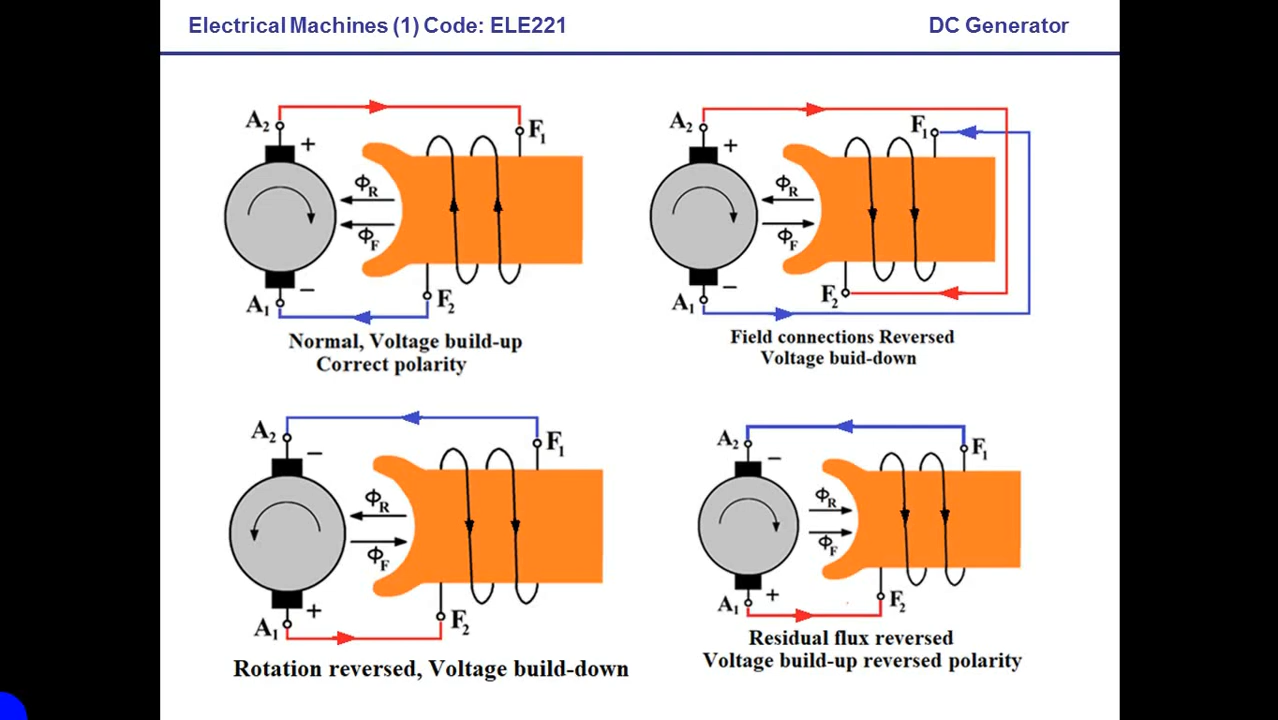 Electrical Machines (1) Code: ELE221
DC Generator
A₂
+
F₁
ΦR
ΦF
−
A₁
F₂
Normal, Voltage build-up
Correct polarity
A₂
+
F₁
ΦR
ΦF
−
A₁
F₂
Field connections Reversed
Voltage buid-down
A₂
−
F₁
ΦR
ΦF
+
A₁
F₂
Rotation reversed, Voltage build-down
A₂
−
F₁
ΦR
ΦF
+
A₁
F₂
Residual flux reversed
Voltage build-up reversed polarity